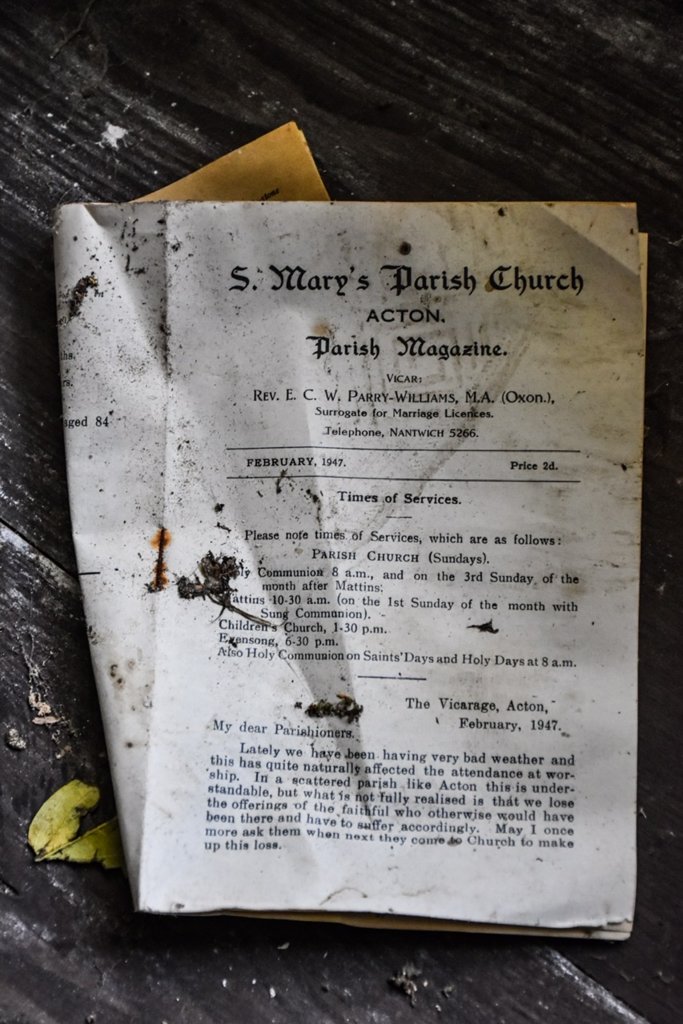 tions
S. Mary's Parish Church
ACTON.
Parish Magazine.
VICAR:
REV. E. C. W. PARRY-WILLIAMS, M.A. (OXON.),
Surrogate for Marriage Licences.
Telephone, NANTWICH 5266.
FEBRUARY, 1947. Price 2d.
Times of Services.
Please note times of Services, which are as follows:
PARISH CHURCH (Sundays).
Holy Communion 8 a.m., and on the 3rd Sunday of the
month after Mattins.
Mattins 10-30 a.m. (on the 1st Sunday of the month with
Sung Communion).
Children's Church, 1-30 p.m.
Evensong, 6-30 p.m.
Also Holy Communion on Saints' Days and Holy Days at 8 a.m.
The Vicarage, Acton,
February, 1947.
My dear Parishioners.
Lately we have been having very bad weather and
this has quite naturally affected the attendance at wor-
ship. In a scattered parish like Acton this is under-
standable, but what is not fully realised is that we lose
the offerings of the faithful who otherwise would have
been there and have to suffer accordingly. May I once
more ask them when next they come to Church to make
up this loss.
ths.
rs.
aged 84